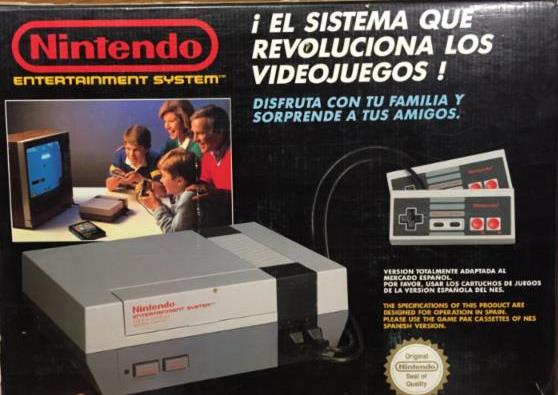 Nintendo
ENTERTAINMENT SYSTEM™
¡ EL SISTEMA QUE
REVOLUCIONA LOS
VIDEOJUEGOS !
DISFRUTA CON TU FAMILIA Y
SORPRENDE A TUS AMIGOS.
Nintendo
Nintendo
VERSION TOTALMENTE ADAPTADA AL
MERCADO ESPAÑOL.
POR FAVOR, USAR LOS CARTUCHOS DE JUEGOS
DE LA VERSION ESPAÑOLA DEL NES.
THE SPECIFICATIONS OF THIS PRODUCT ARE
DESIGNED FOR OPERATION IN SPAIN.
PLEASE USE THE GAME PAK CASSETTES OF NES
SPANISH VERSION.
Nintendo
ENTERTAINMENT SYSTEM™
Original
Nintendo
Seal of
Quality